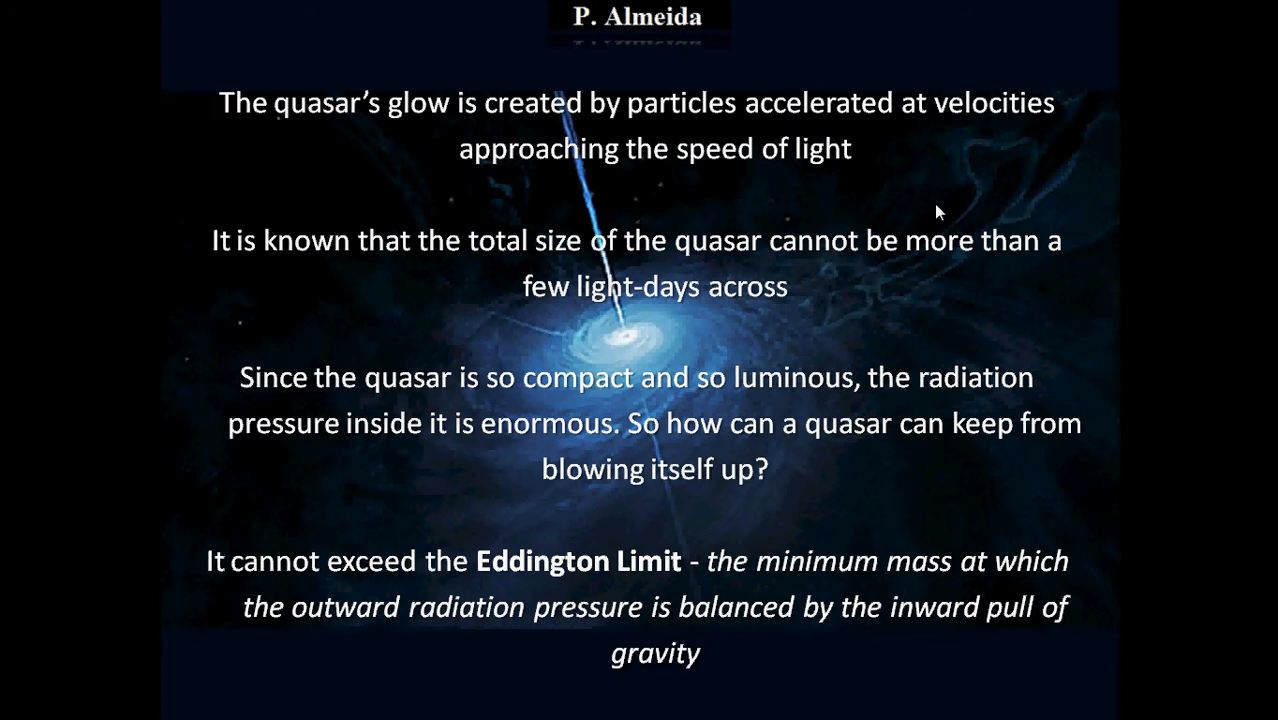 P. Almeida
The quasar’s glow is created by particles accelerated at velocities
approaching the speed of light
It is known that the total size of the quasar cannot be more than a
few light-days across
Since the quasar is so compact and so luminous, the radiation
pressure inside it is enormous. So how can a quasar can keep from
blowing itself up?
It cannot exceed the Eddington Limit - the minimum mass at which
the outward radiation pressure is balanced by the inward pull of
gravity